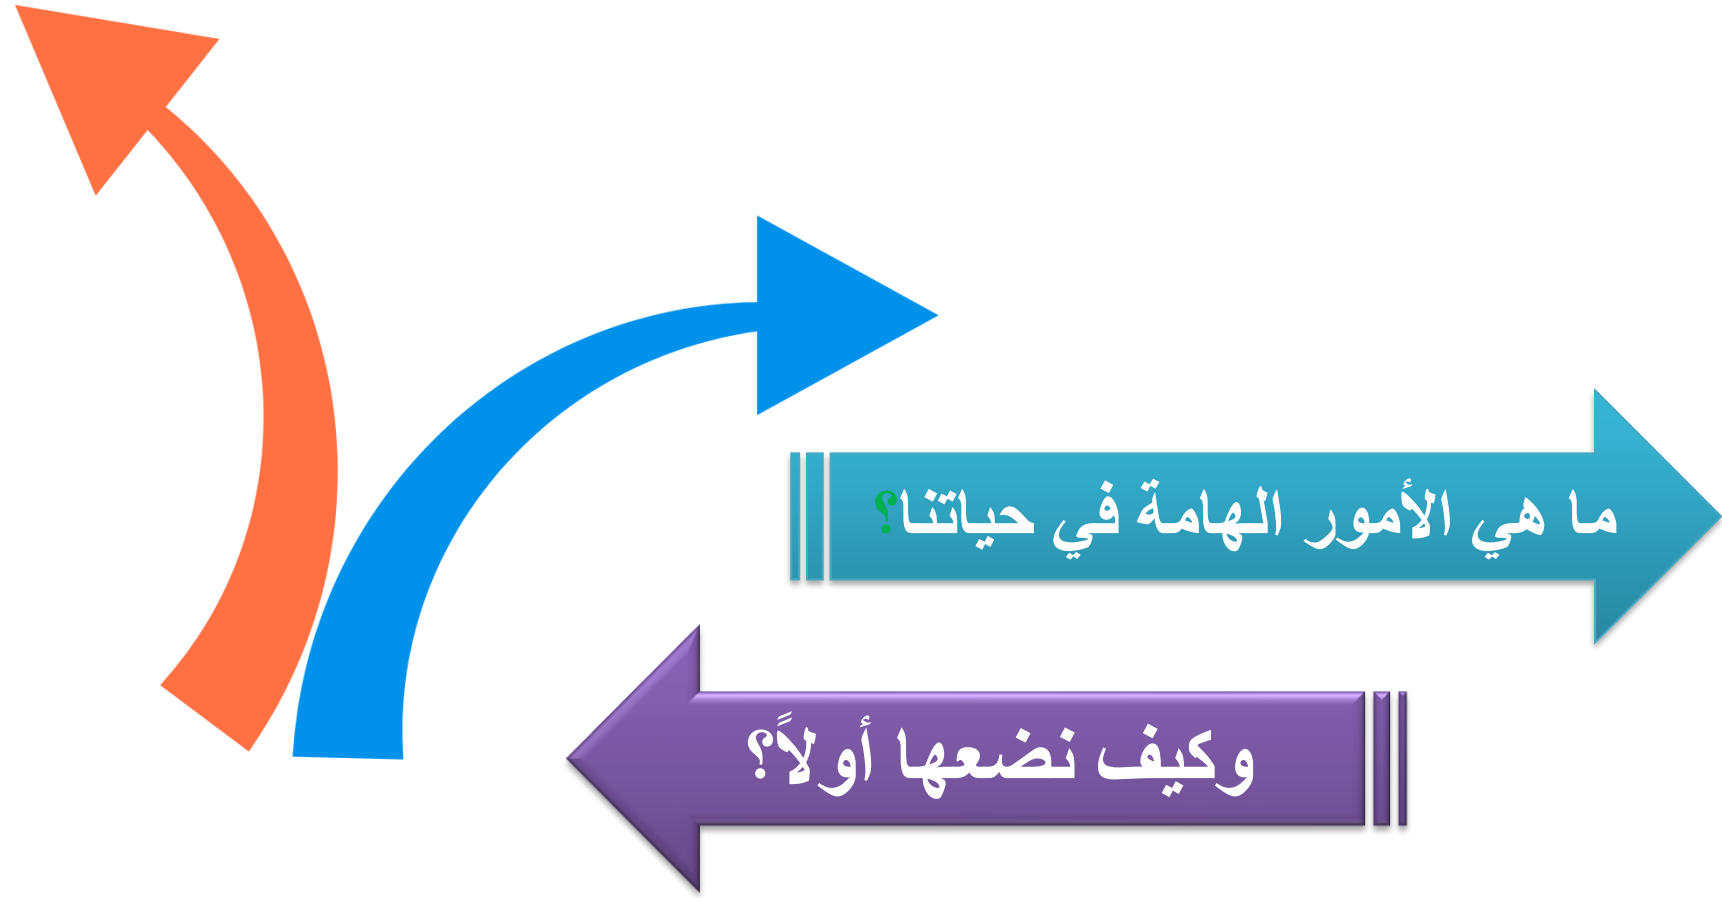 ما هي الأمور الهامة في حياتنا؟
وكيف نضعها أولاً؟